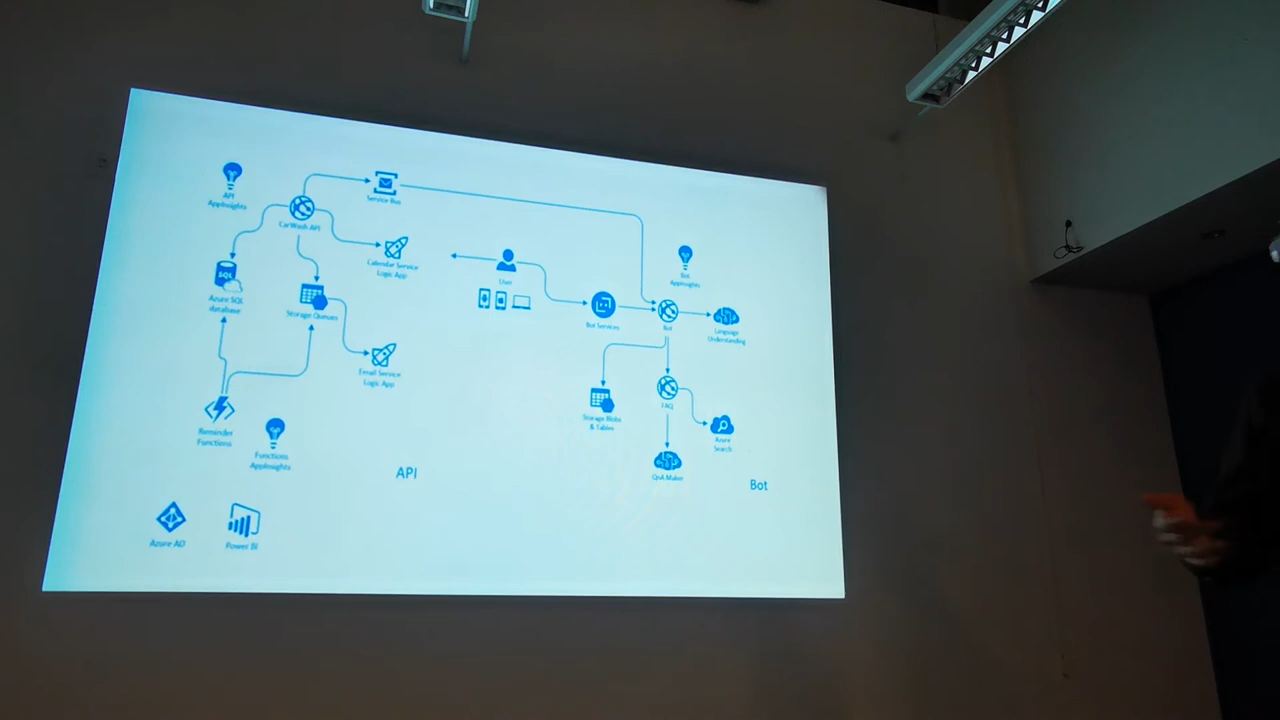 API
AppInsights
CarWash API
Service Bus
Calendar Service
Logic App
SQL
Azure SQL
database
Storage Queues
Email Service
Logic App
Reminder
Functions
Functions
AppInsights
API
Azure AD
Power BI
User
Bot Services
Bot
AppInsights
Bot
Language
Understanding
Storage Blobs
& Tables
FAQ
Azure
Search
QnA Maker
Bot